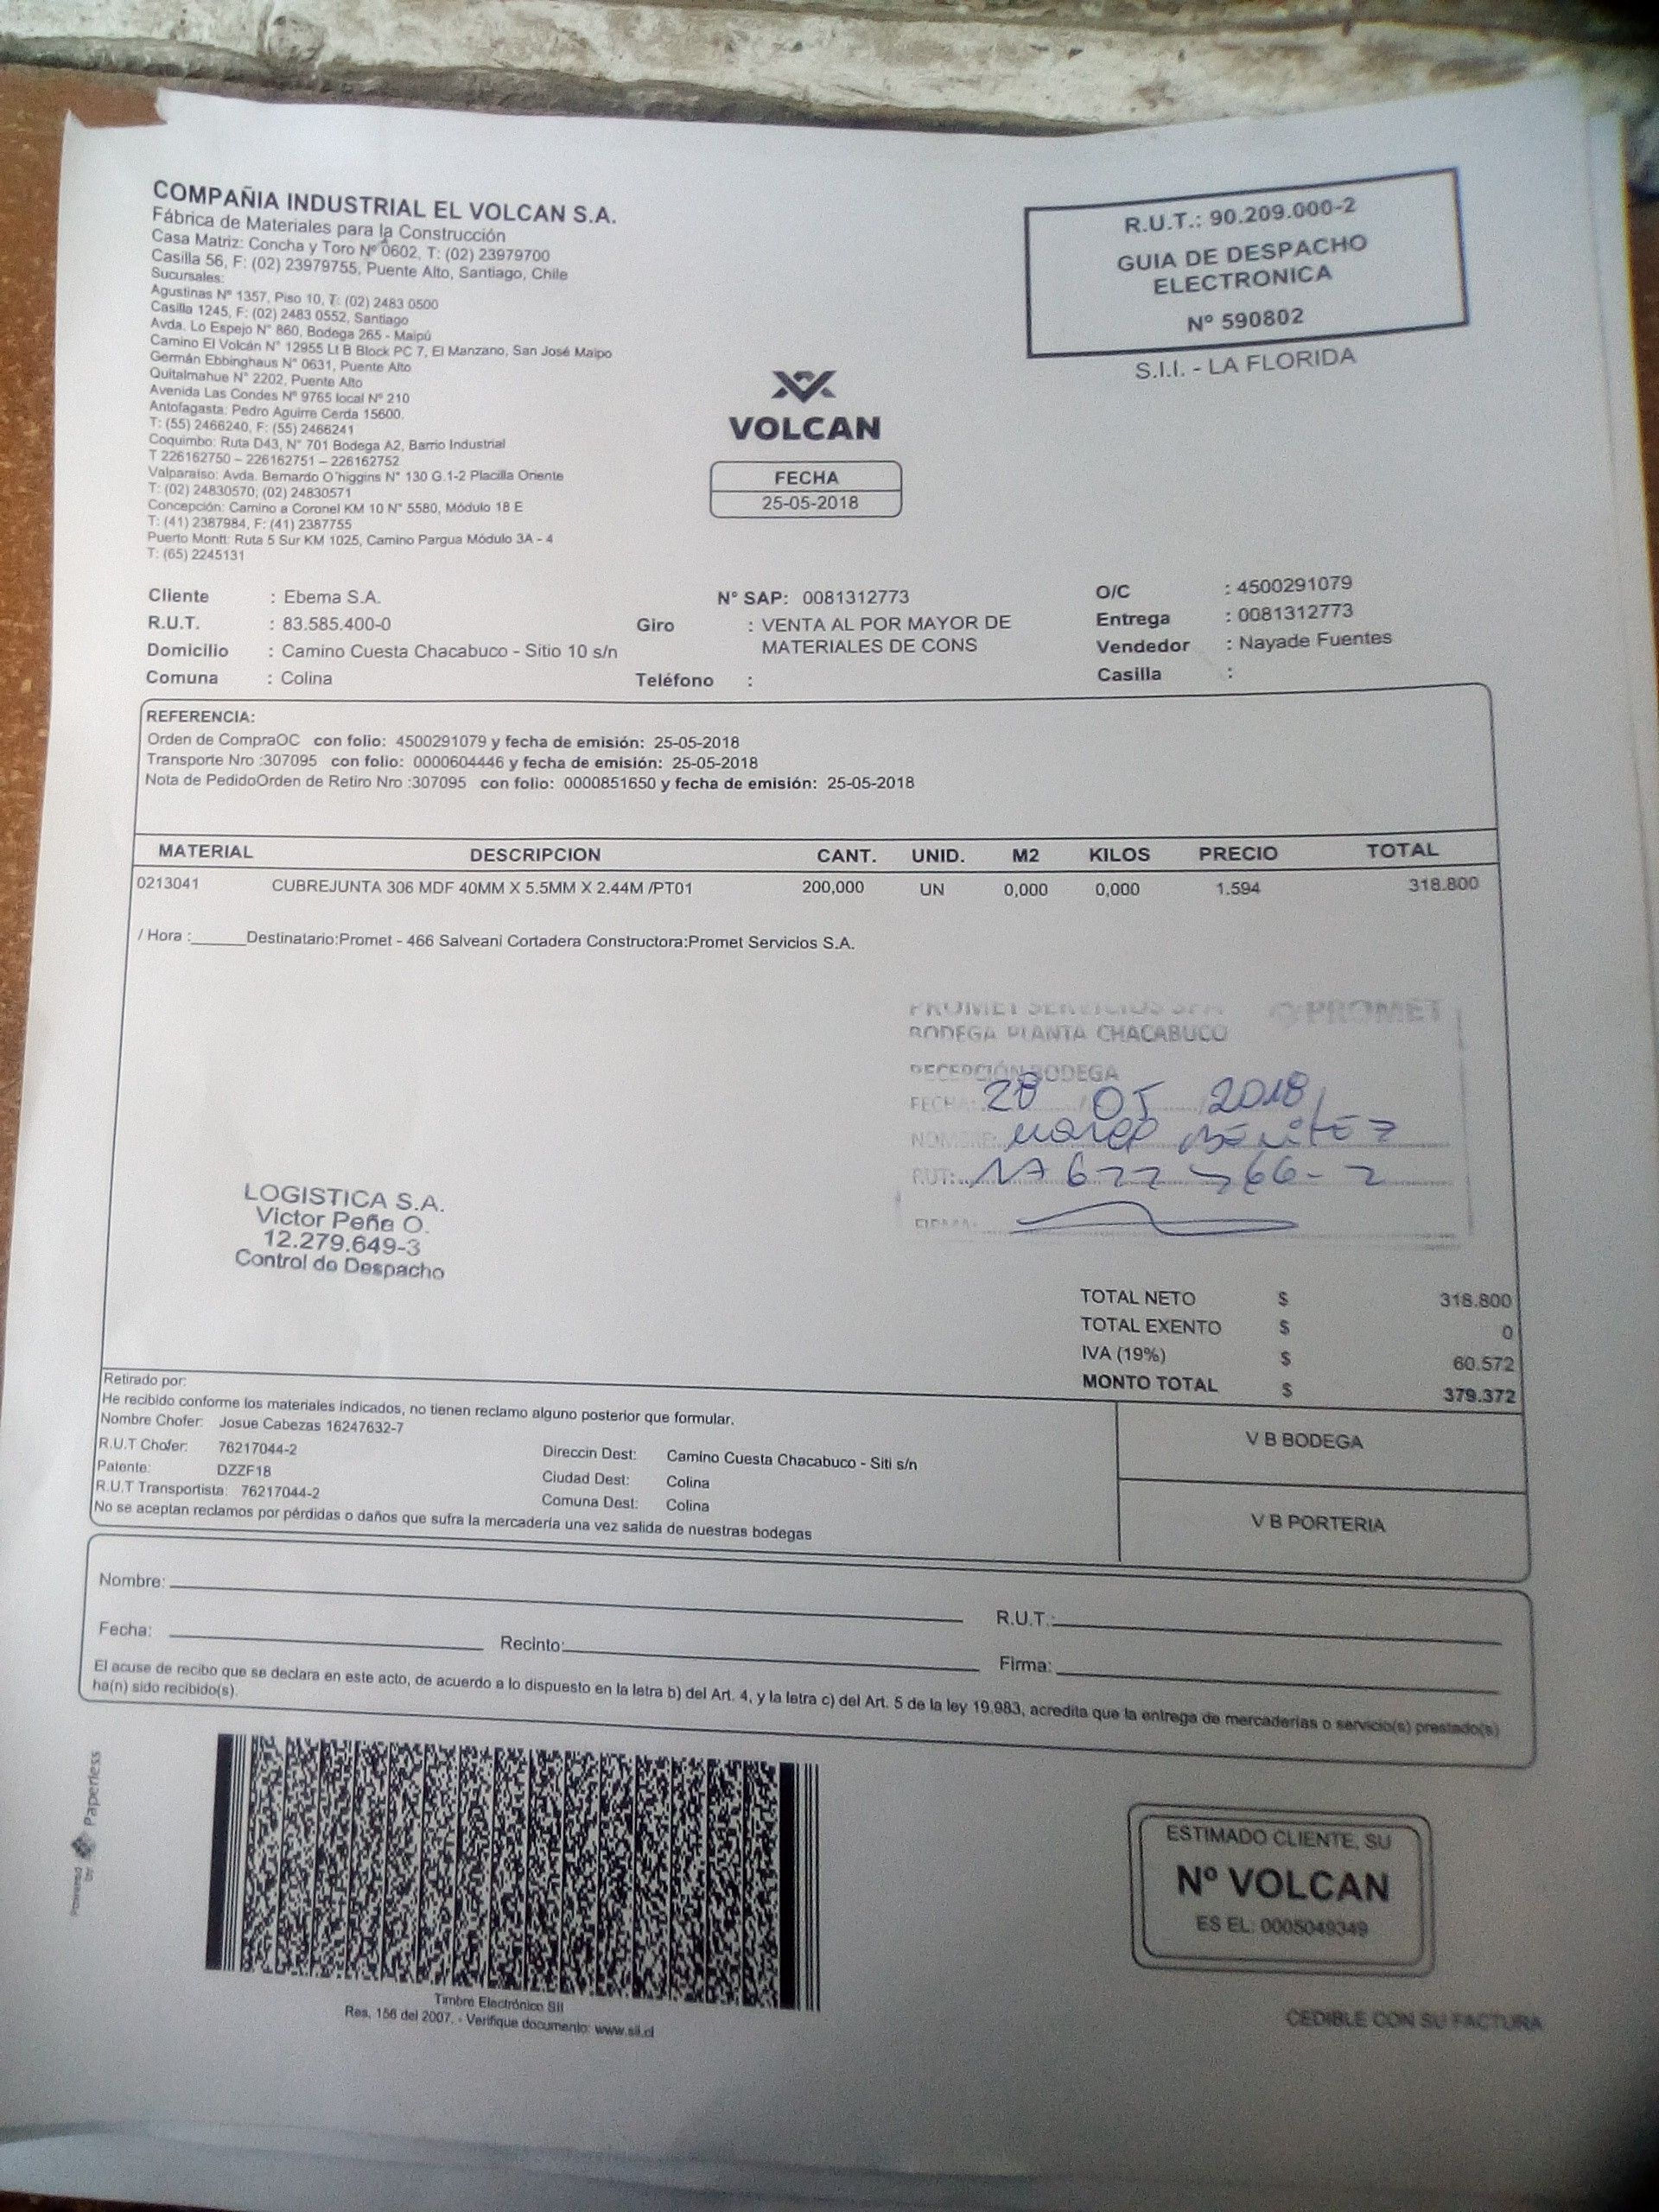 COMPAÑIA INDUSTRIAL EL VOLCAN S.A.
Fábrica de Materiales para la Construcción
Casa Matriz: Concha y Toro Nº 0602, T: (02) 23979700
Casilla 56, F: (02) 23979755, Puente Alto, Santiago, Chile
Sucursales:
Agustinas Nº 1357, Piso 10, T: (02) 2483 0500
Casilla 1245, F: (02) 2483 0552, Santiago
Avda. Lo Espejo N° 860, Bodega 265 - Maipú
Camino El Volcán N° 12955 Lt B Block PC 7, El Manzano, San José Maipo
Germán Ebbinghaus N° 0631, Puente Alto
Quitalmahue N° 2202, Puente Alto
Avenida Las Condes Nº 9765 local Nº 210
Antofagasta: Pedro Aguirre Cerda 15600.
T: (55) 2466240, F: (55) 2466241
Coquimbo: Ruta D43, N° 701 Bodega A2, Barrio Industrial
T 226162750 – 226162751 – 226162752
Valparaíso: Avda. Bernardo O'higgins N° 130 G.1-2 Placilla Oriente
T: (02) 24830570; (02) 24830571
Concepción: Camino a Coronel KM 10 N° 5580, Módulo 18 E
T: (41) 2387984, F: (41) 2387755
Puerto Montt: Ruta 5 Sur KM 1025, Camino Pargua Módulo 3A - 4
T: (65) 2245131
R.U.T.: 90.209.000-2
GUIA DE DESPACHO
ELECTRONICA
Nº 590802
S.I.I. - LA FLORIDA
VOLCAN
FECHA
25-05-2018
Cliente : Ebema S.A. N° SAP: 0081312773 O/C : 4500291079
R.U.T. : 83.585.400-0 Giro : VENTA AL POR MAYOR DE Entrega : 0081312773
Domicilio : Camino Cuesta Chacabuco - Sitio 10 s/n MATERIALES DE CONS Vendedor : Nayade Fuentes
Comuna : Colina Teléfono : Casilla :
REFERENCIA:
Orden de CompraOC con folio: 4500291079 y fecha de emisión: 25-05-2018
Transporte Nro :307095 con folio: 0000604446 y fecha de emisión: 25-05-2018
Nota de PedidoOrden de Retiro Nro :307095 con folio: 0000851650 y fecha de emisión: 25-05-2018
MATERIAL DESCRIPCION CANT. UNID. M2 KILOS PRECIO TOTAL
0213041 CUBREJUNTA 306 MDF 40MM X 5.5MM X 2.44M /PT01 200,000 UN 0,000 0,000 1.594 318.800
/ Hora :______Destinatario:Promet - 466 Salveani Cortadera Constructora:Promet Servicios S.A.
PROMET SERVICIOS SPA PROMET
BODEGA PLANTA CHACABUCO
RECEPCIÓN BODEGA
FECHA: 28 / 05 / 2018
NOMBRE:
RUT:
FIRMA:
LOGISTICA S.A.
Victor Peña O.
12.279.649-3
Control de Despacho
TOTAL NETO $ 318.800
TOTAL EXENTO $ 0
IVA (19%) $ 60.572
MONTO TOTAL $ 379.372
Retirado por:
He recibido conforme los materiales indicados, no tienen reclamo alguno posterior que formular.
Nombre Chofer: Josue Cabezas 16247632-7
R.U.T Chofer: 76217044-2 Direccin Dest: Camino Cuesta Chacabuco - Siti s/n
Patente: DZZF18 Ciudad Dest: Colina
R.U.T Transportista: 76217044-2 Comuna Dest: Colina
No se aceptan reclamos por pérdidas o daños que sufra la mercadería una vez salida de nuestras bodegas
V B BODEGA
V B PORTERIA
Nombre: R.U.T.:
Fecha: Recinto: Firma:
El acuse de recibo que se declara en este acto, de acuerdo a lo dispuesto en la letra b) del Art. 4, y la letra c) del Art. 5 de la ley 19.983, acredita que la entrega de mercaderías o servicio(s) prestado(s)
ha(n) sido recibido(s).
Powered by Paperless
Timbre Electrónico SII
Res. 156 del 2007. - Verifique documento: www.sii.cl
ESTIMADO CLIENTE, SU
Nº VOLCAN
ES EL: 0005049349
CEDIBLE CON SU FACTURA